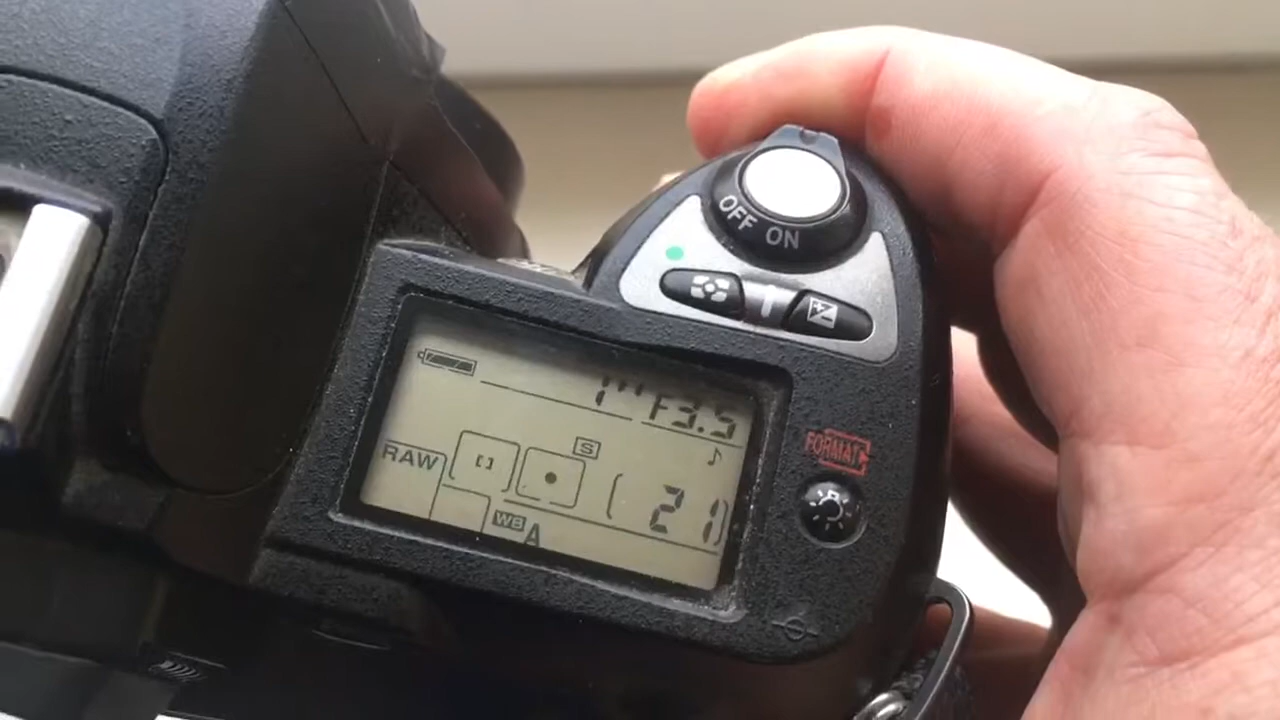 OFF ON
1" F3.5
S
RAW [ ]
( 21)
WB A
FORMAT